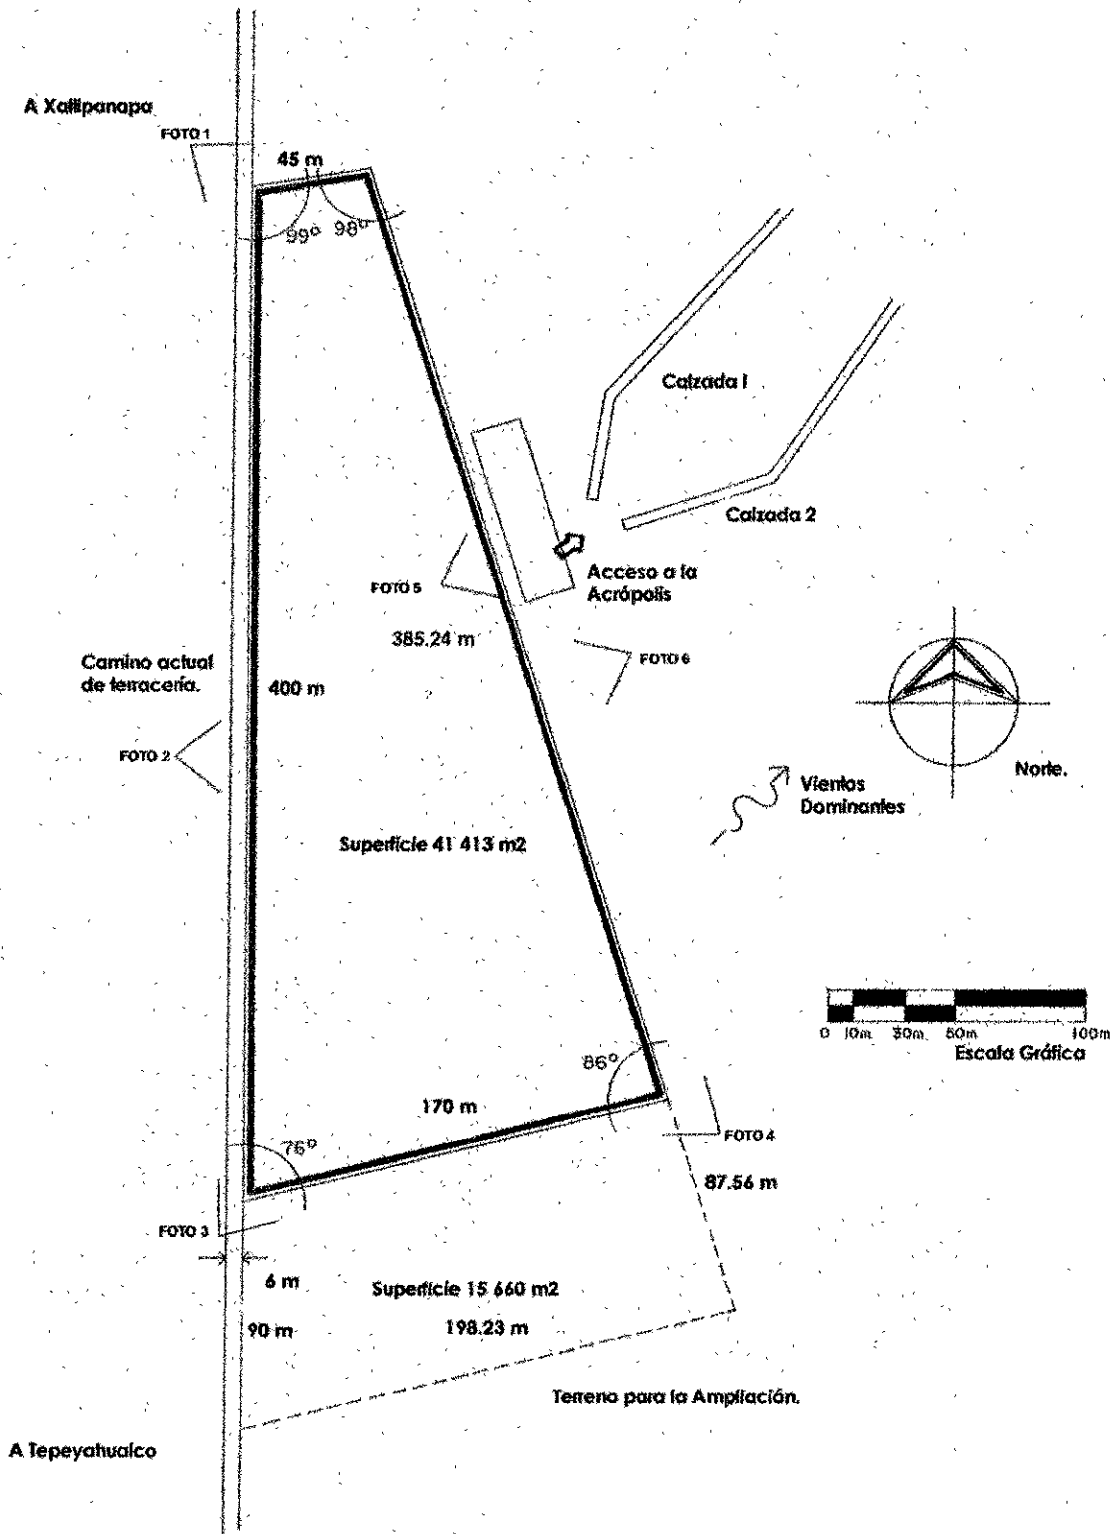 A Xaltipanapa
FOTO 1
45 m
99º
98º
Calzada 1
Calzada 2
Acceso a la
Acrópolis
FOTO 5
385.24 m
FOTO 6
Camino actual
de terracería.
400 m
FOTO 2
Norte.
Vientos
Dominantes
Superficie 41 413 m2
0 10m 30m 50m 100m
Escala Gráfica
86º
170 m
FOTO 4
76º
87.56 m
FOTO 3
6 m
Superficie 15 660 m2
90 m
198.23 m
Terreno para la Ampliación.
A Tepeyahualco